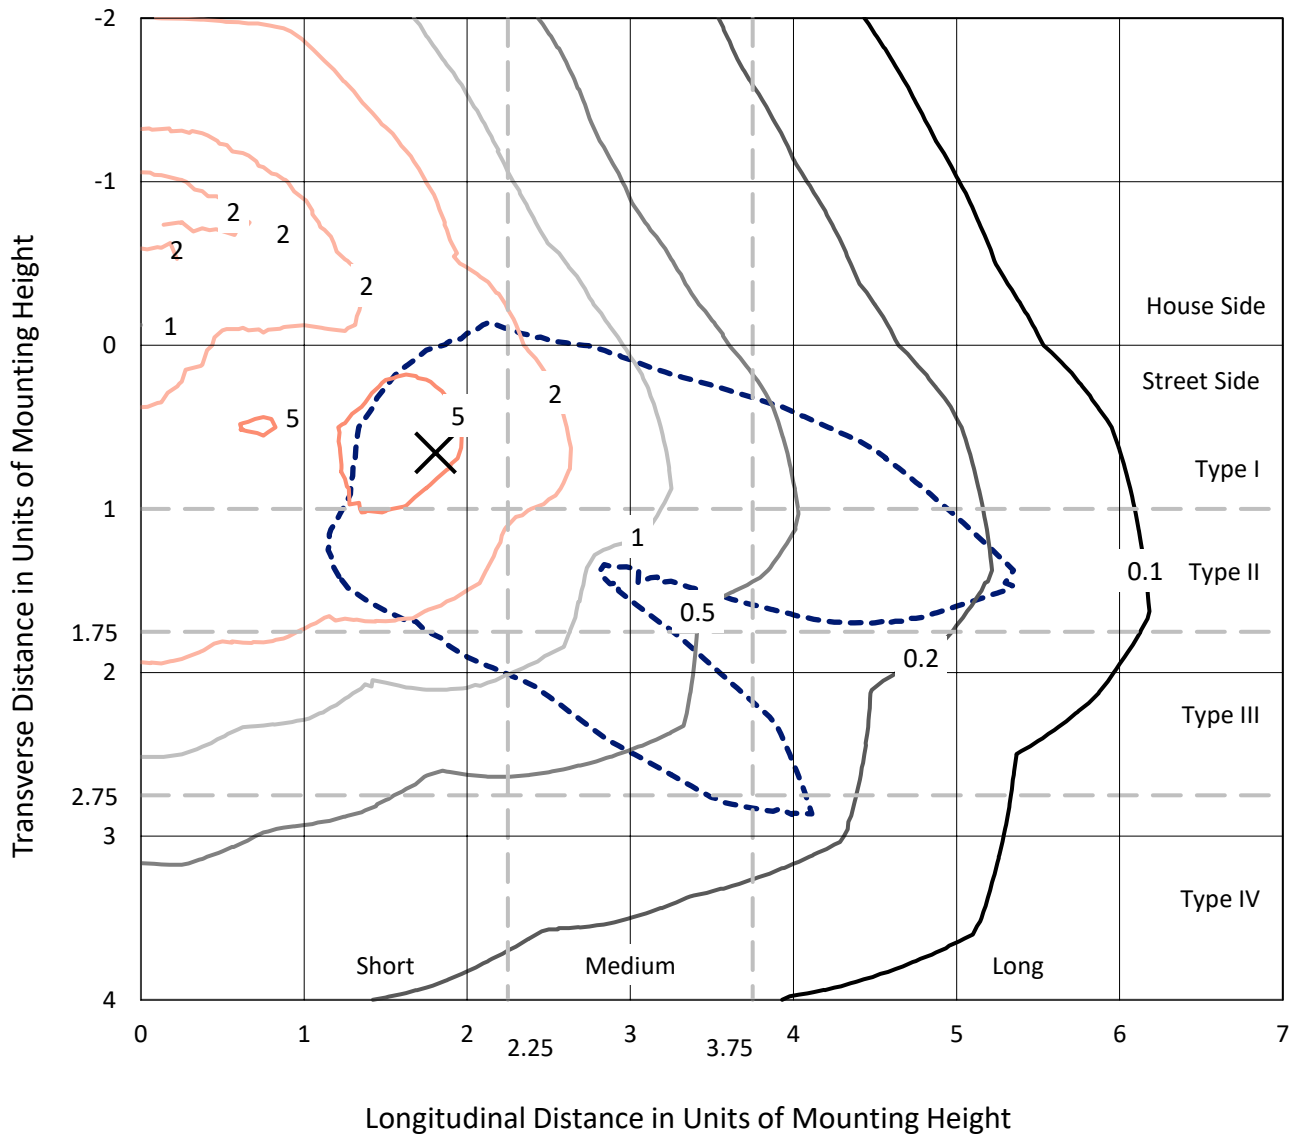 -2
-1
0
1
1.75
2
2.75
3
4
Transverse Distance in Units of Mounting Height
2
2
2
2
1
5
5
2
1
0.5
0.2
0.1
House Side
Street Side
Type I
Type II
Type III
Type IV
Short
Medium
Long
0
1
2
2.25
3
3.75
4
5
6
7
Longitudinal Distance in Units of Mounting Height